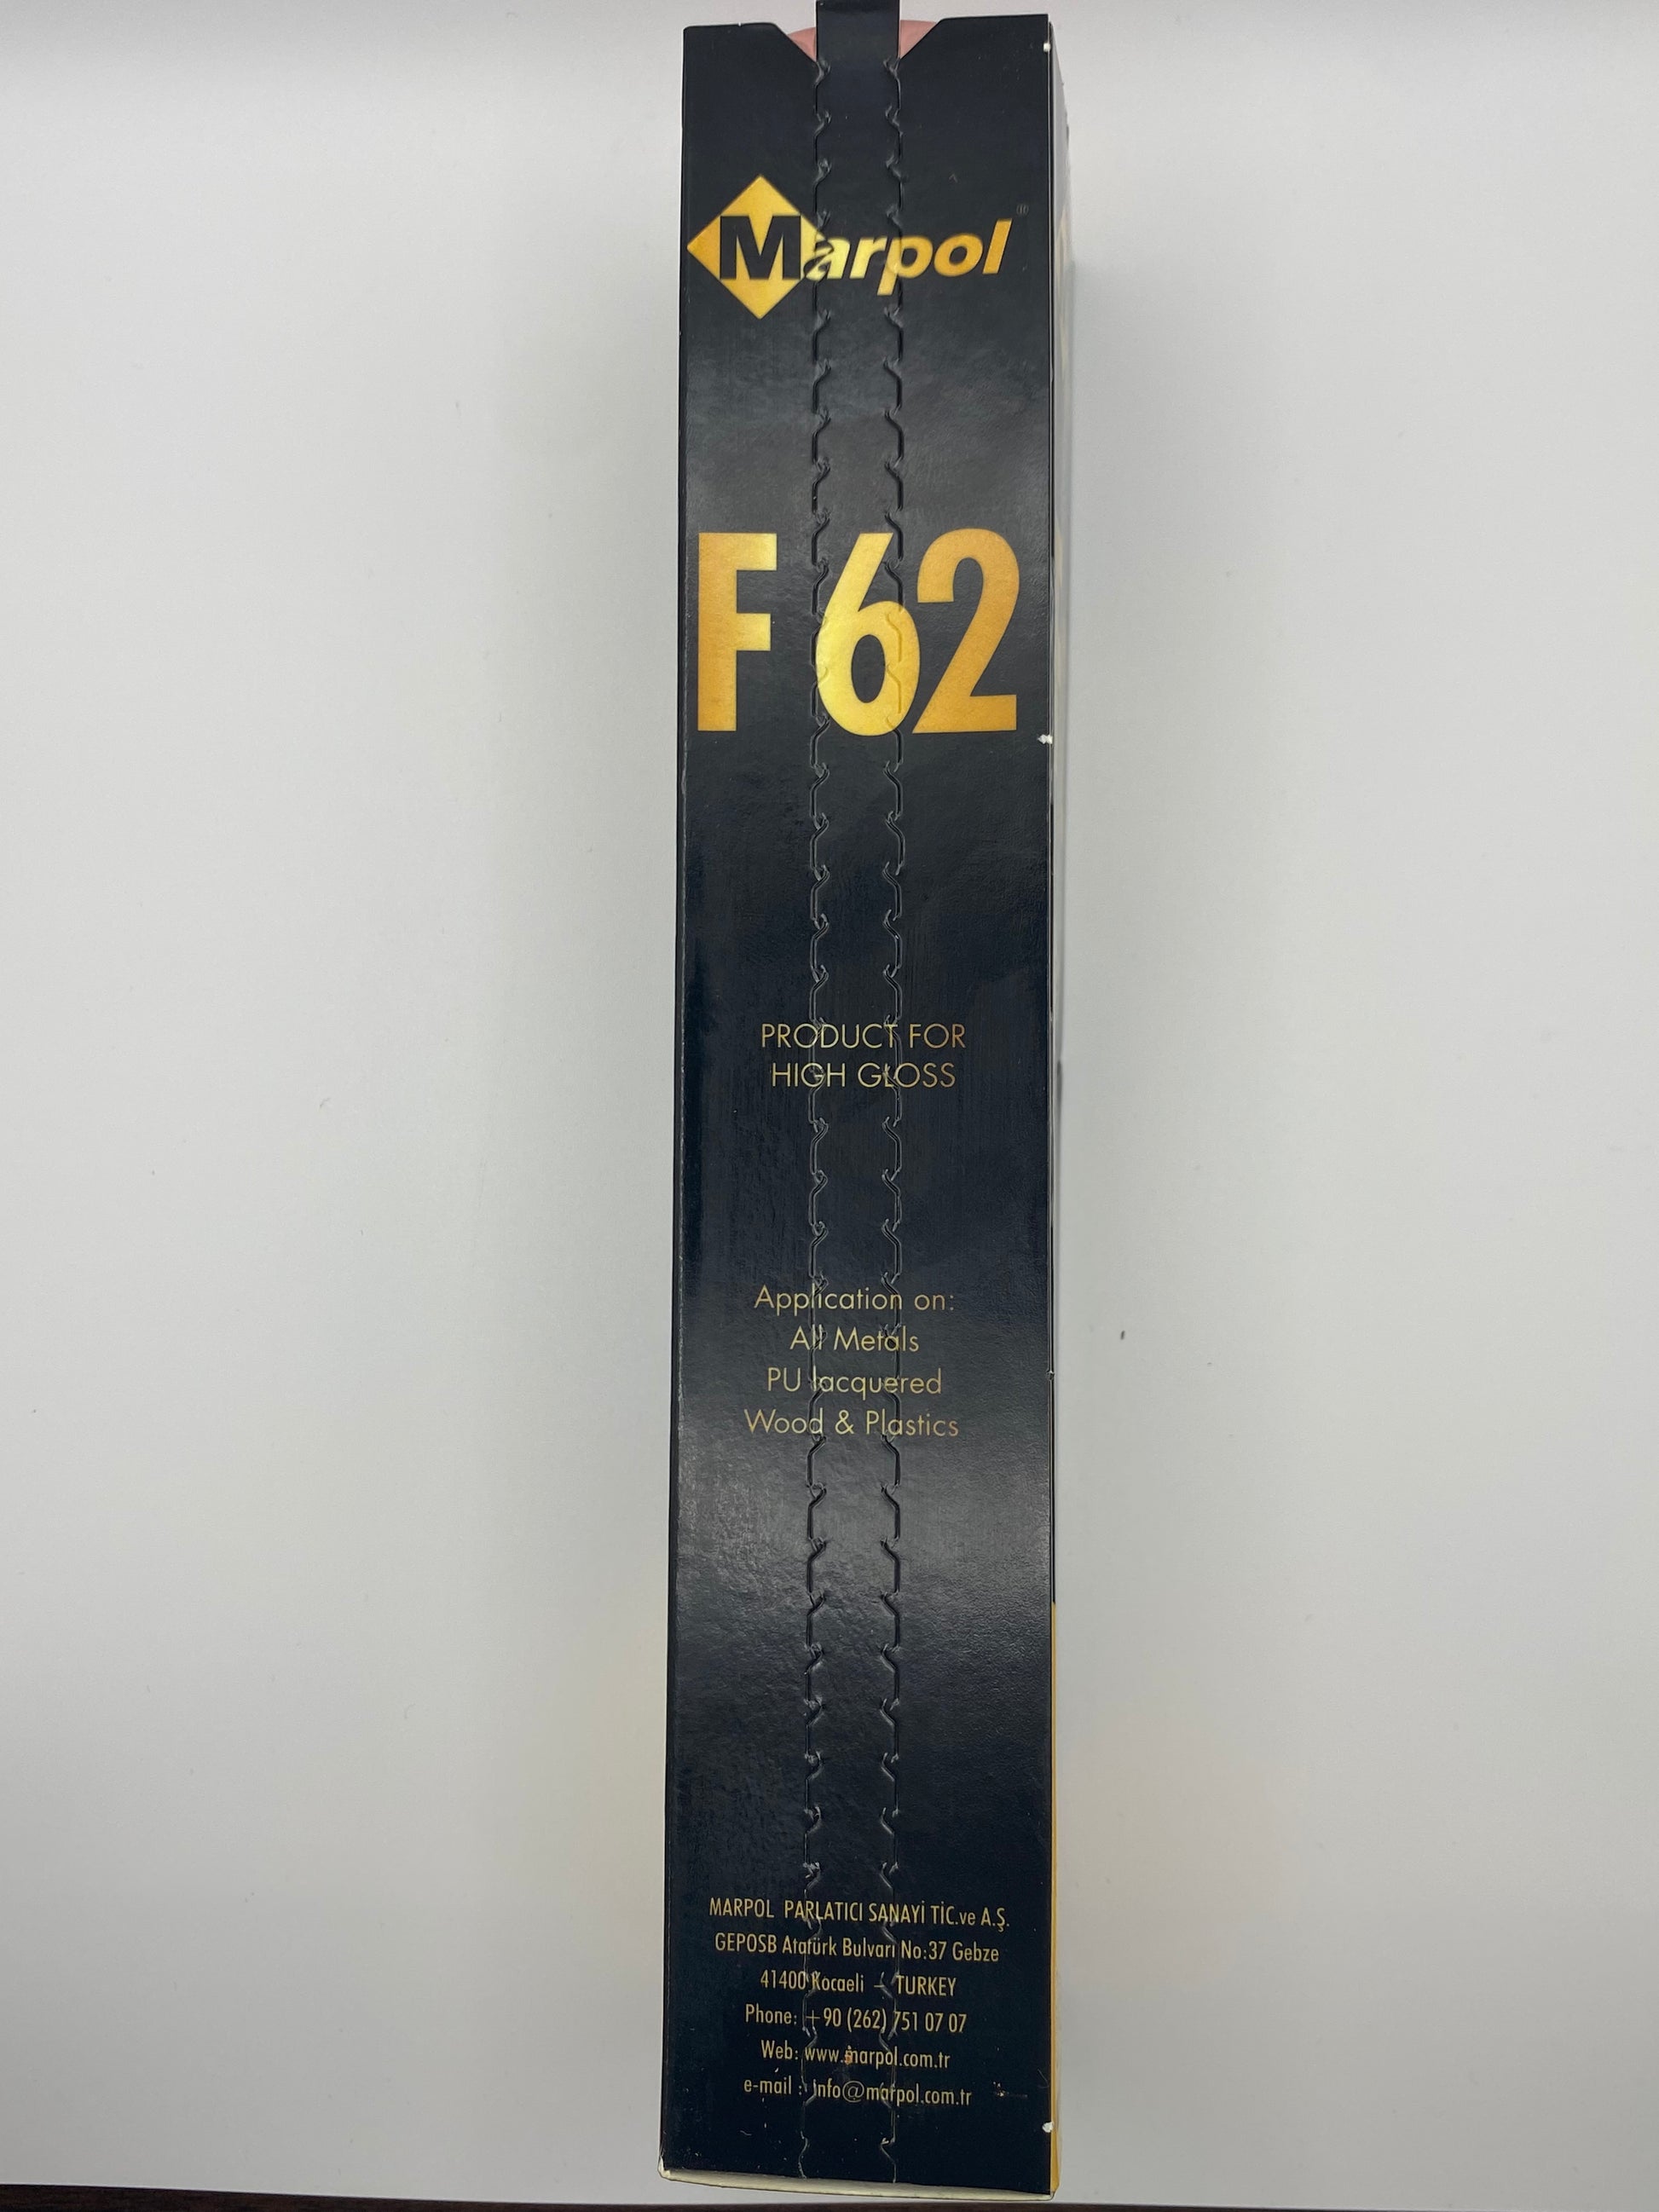 Marpol®
F 62
PRODUCT FOR
HIGH GLOSS
Application on:
All Metals
PU lacquered
Wood & Plastics
MARPOL PARLATICI SANAYİ TİC.ve A.Ş.
GEPOSB Atatürk Bulvarı No:37 Gebze
41400 Kocaeli – TURKEY
Phone: +90 (262) 751 07 07
Web: www.marpol.com.tr
e-mail : info@marpol.com.tr